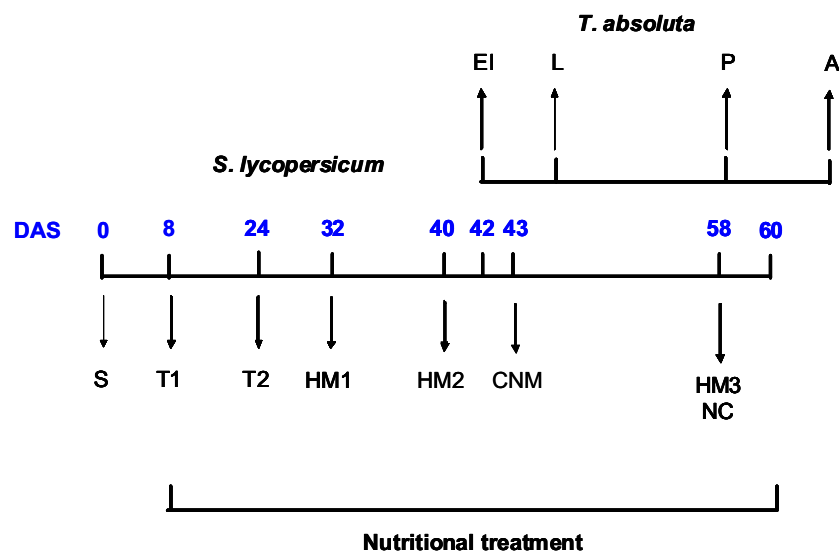 T. absoluta
EI L P A
S. lycopersicum
DAS 0 8 24 32 40 42 43 58 60
S T1 T2 HM1 HM2 CNM HM3
NC
Nutritional treatment